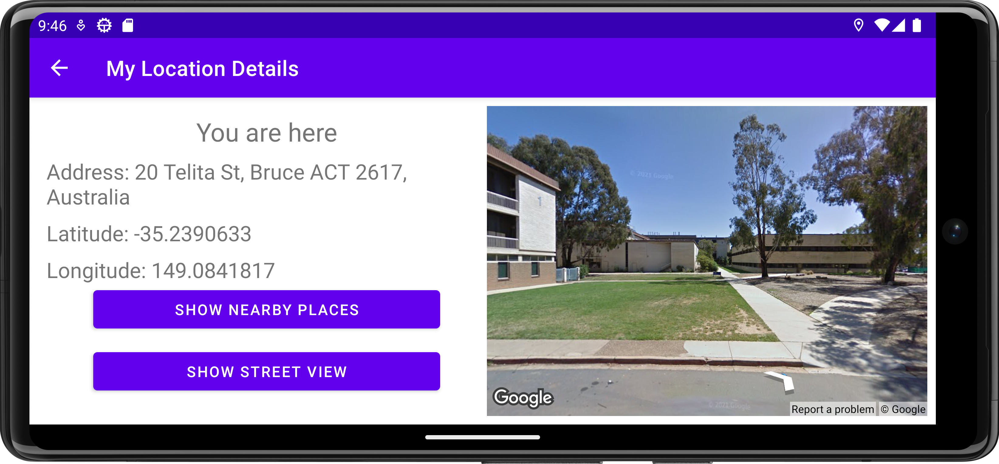 9:46
My Location Details
You are here
Address: 20 Telita St, Bruce ACT 2617,
Australia
Latitude: -35.2390633
Longitude: 149.0841817
SHOW NEARBY PLACES
SHOW STREET VIEW
© 2021 Google
1
© 2021 Google
Google
Report a problem
© Google